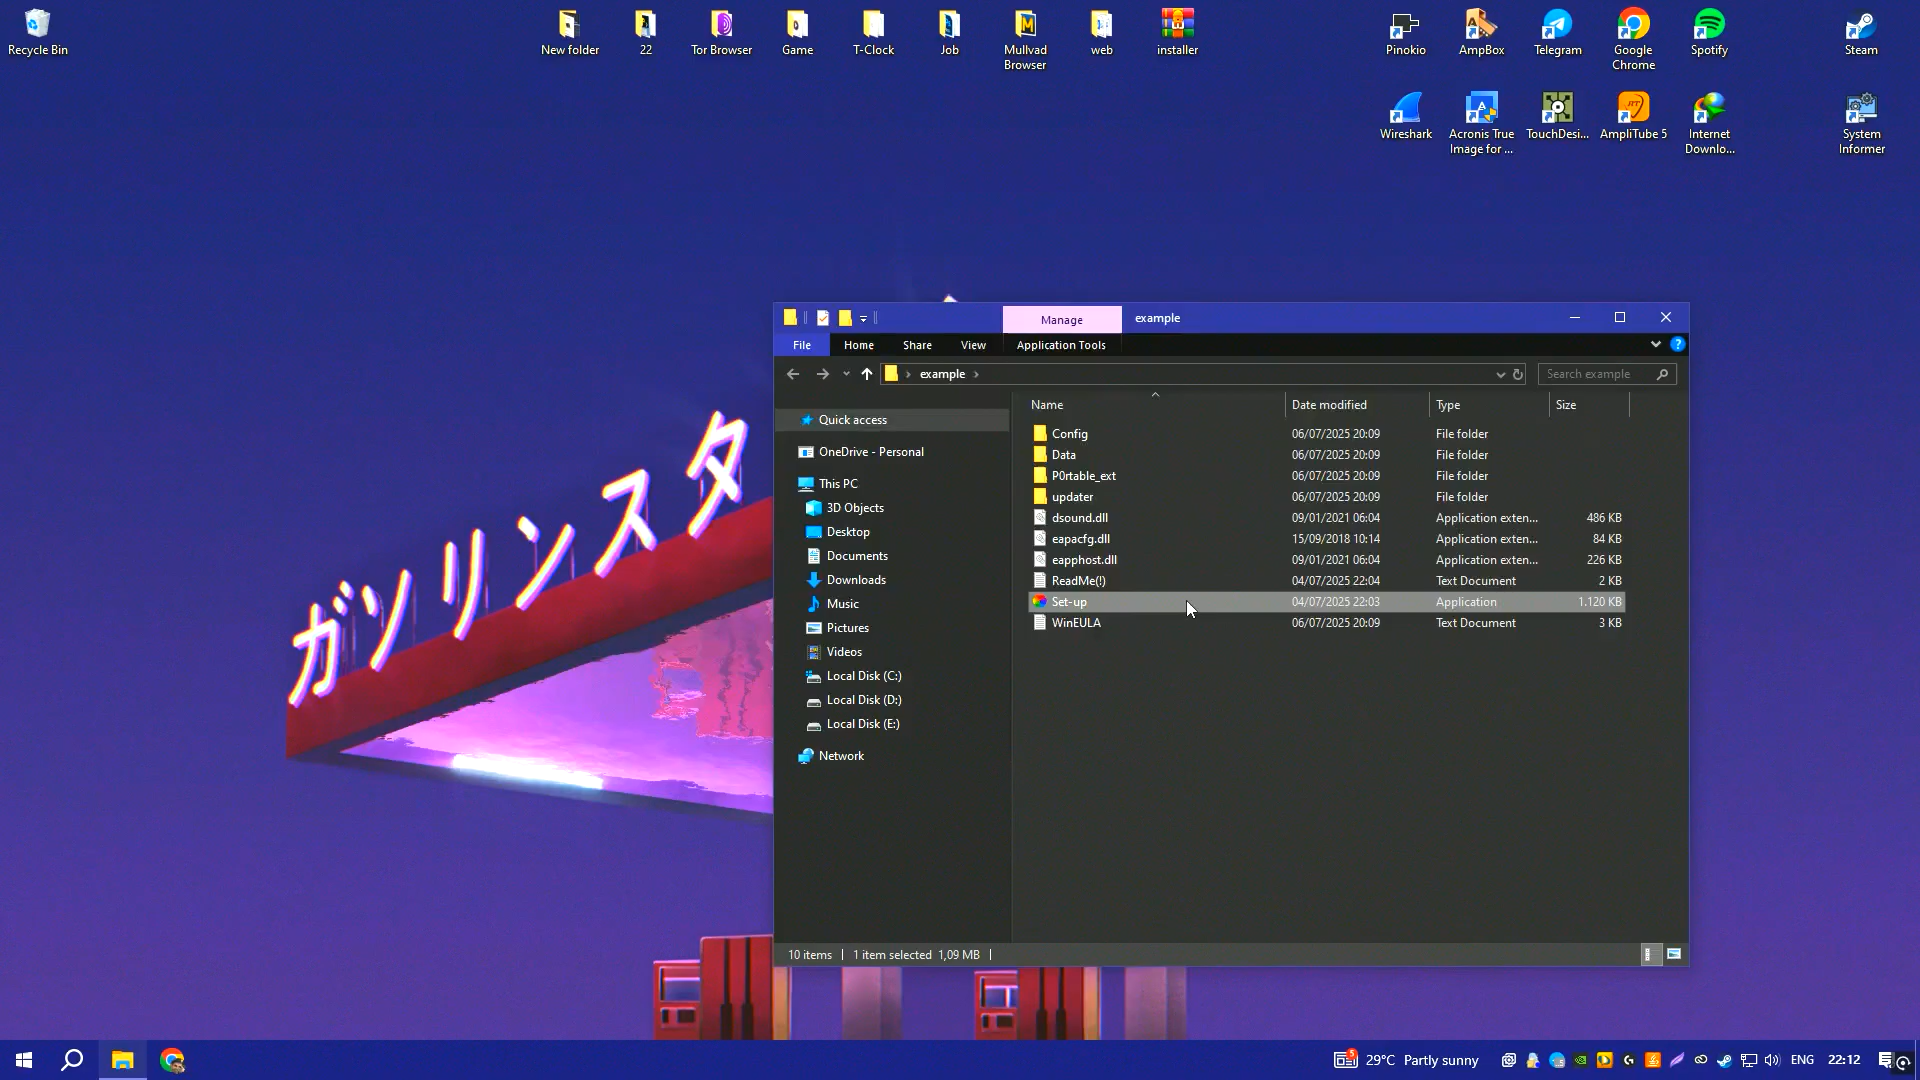 Recycle Bin
New folder
22
Tor Browser
Game
T-Clock
Job
Mullvad
Browser
web
installer
Pinokio
AmpBox
Telegram
Google
Chrome
Spotify
Steam
Wireshark
Acronis True
Image for ...
TouchDesi...
AmpliTube 5
Internet
Downlo...
System
Informer
ガソリンスタ
Manage
example
File
Home
Share
View
Application Tools
example
Search example
Quick access
OneDrive - Personal
This PC
3D Objects
Desktop
Documents
Downloads
Music
Pictures
Videos
Local Disk (C:)
Local Disk (D:)
Local Disk (E:)
Network
Name Date modified Type Size
Config 06/07/2025 20:09 File folder
Data 06/07/2025 20:09 File folder
P0rtable_ext 06/07/2025 20:09 File folder
updater 06/07/2025 20:09 File folder
dsound.dll 09/01/2021 06:04 Application exten... 486 KB
eapacfg.dll 15/09/2018 10:14 Application exten... 84 KB
eapphost.dll 09/01/2021 06:04 Application exten... 226 KB
ReadMe(!) 04/07/2025 22:04 Text Document 2 KB
Set-up 04/07/2025 22:03 Application 1.120 KB
WinEULA 06/07/2025 20:09 Text Document 3 KB
10 items 1 item selected 1,09 MB
5
29°C Partly sunny
ENG
22:12